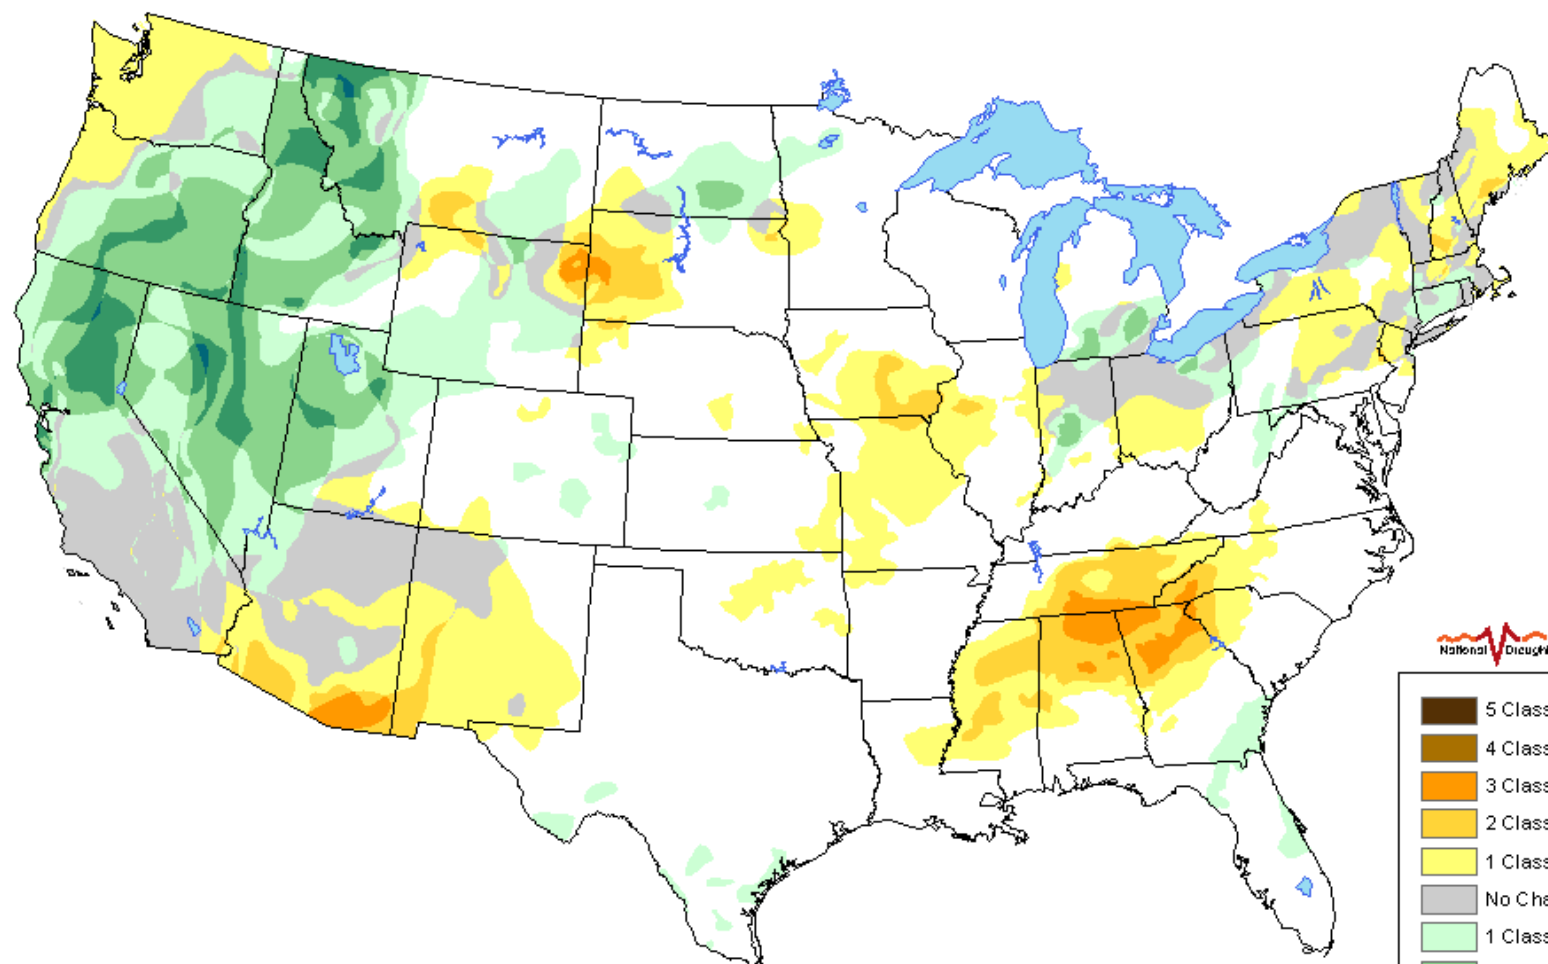 National Drought
5 Class
4 Class
3 Class
2 Class
1 Class
No Cha
1 Class